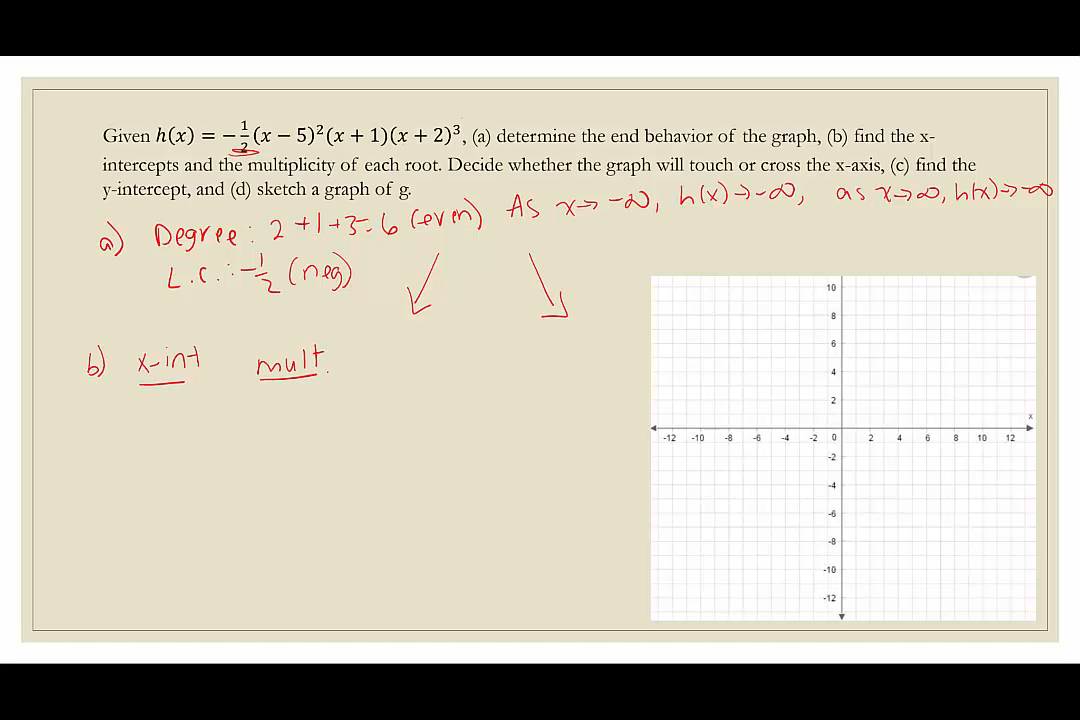 Given h(x) = −1/2(x − 5)²(x + 1)(x + 2)³, (a) determine the end behavior of the graph, (b) find the x-
intercepts and the multiplicity of each root. Decide whether the graph will touch or cross the x-axis, (c) find the
y-intercept, and (d) sketch a graph of g.
As x→ -∞, h(x)→ -∞, as x→∞, h(x)→ -∞
a) Degree: 2+1+3=6 (even)
L.C.: -1/2 (neg)
b) x-int mult.
10
8
6
4
2
x
-12 -10 -8 -6 -4 -2 0 2 4 6 8 10 12
-2
-4
-6
-8
-10
-12